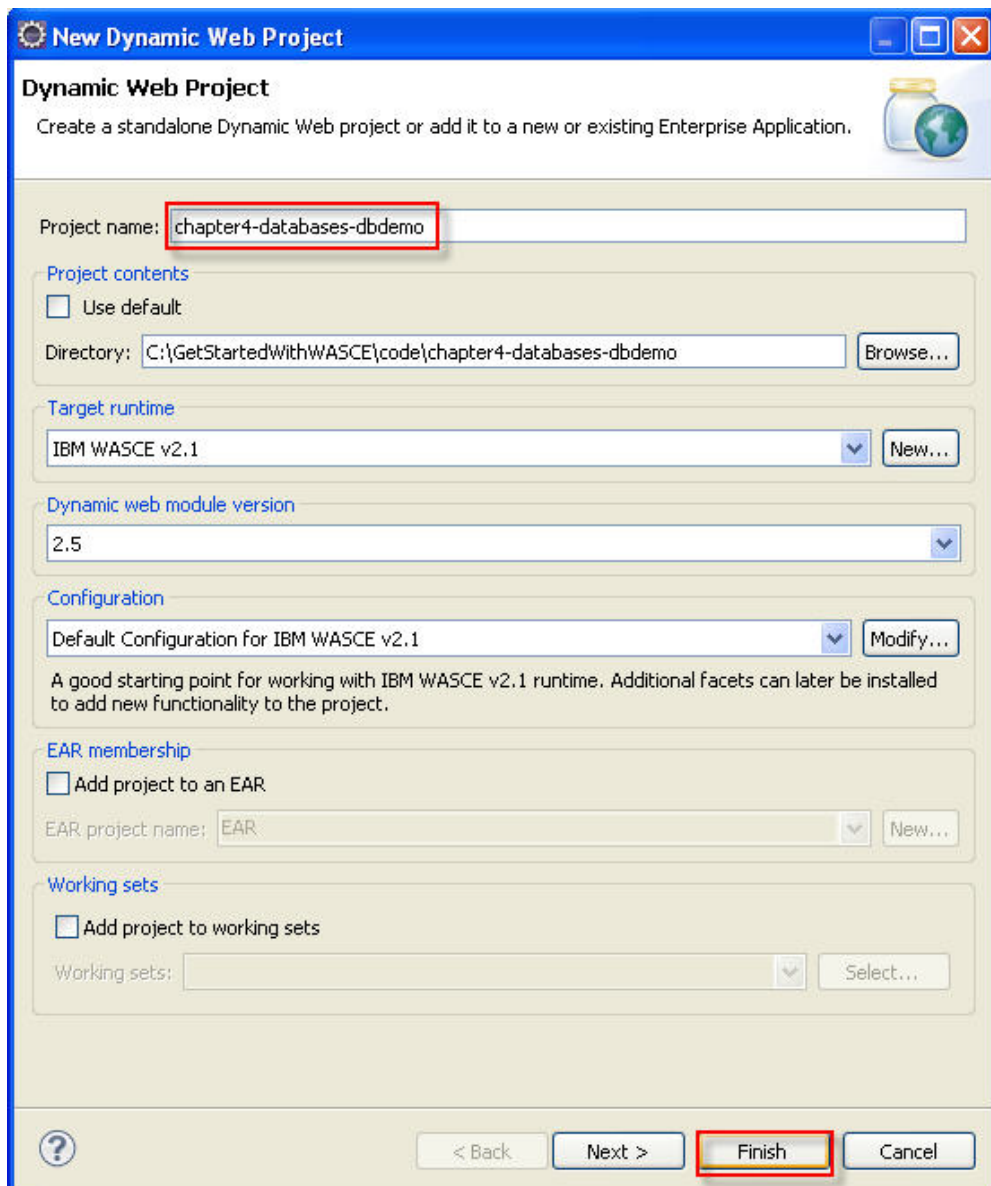 New Dynamic Web Project
Dynamic Web Project
Create a standalone Dynamic Web project or add it to a new or existing Enterprise Application.
Project name: chapter4-databases-dbdemo
Project contents
Use default
Directory: C:\GetStartedWithWASCE\code\chapter4-databases-dbdemo Browse...
Target runtime
IBM WASCE v2.1 New...
Dynamic web module version
2.5
Configuration
Default Configuration for IBM WASCE v2.1 Modify...
A good starting point for working with IBM WASCE v2.1 runtime. Additional facets can later be installed
to add new functionality to the project.
EAR membership
Add project to an EAR
EAR project name: EAR New...
Working sets
Add project to working sets
Working sets: Select...
? < Back Next > Finish Cancel